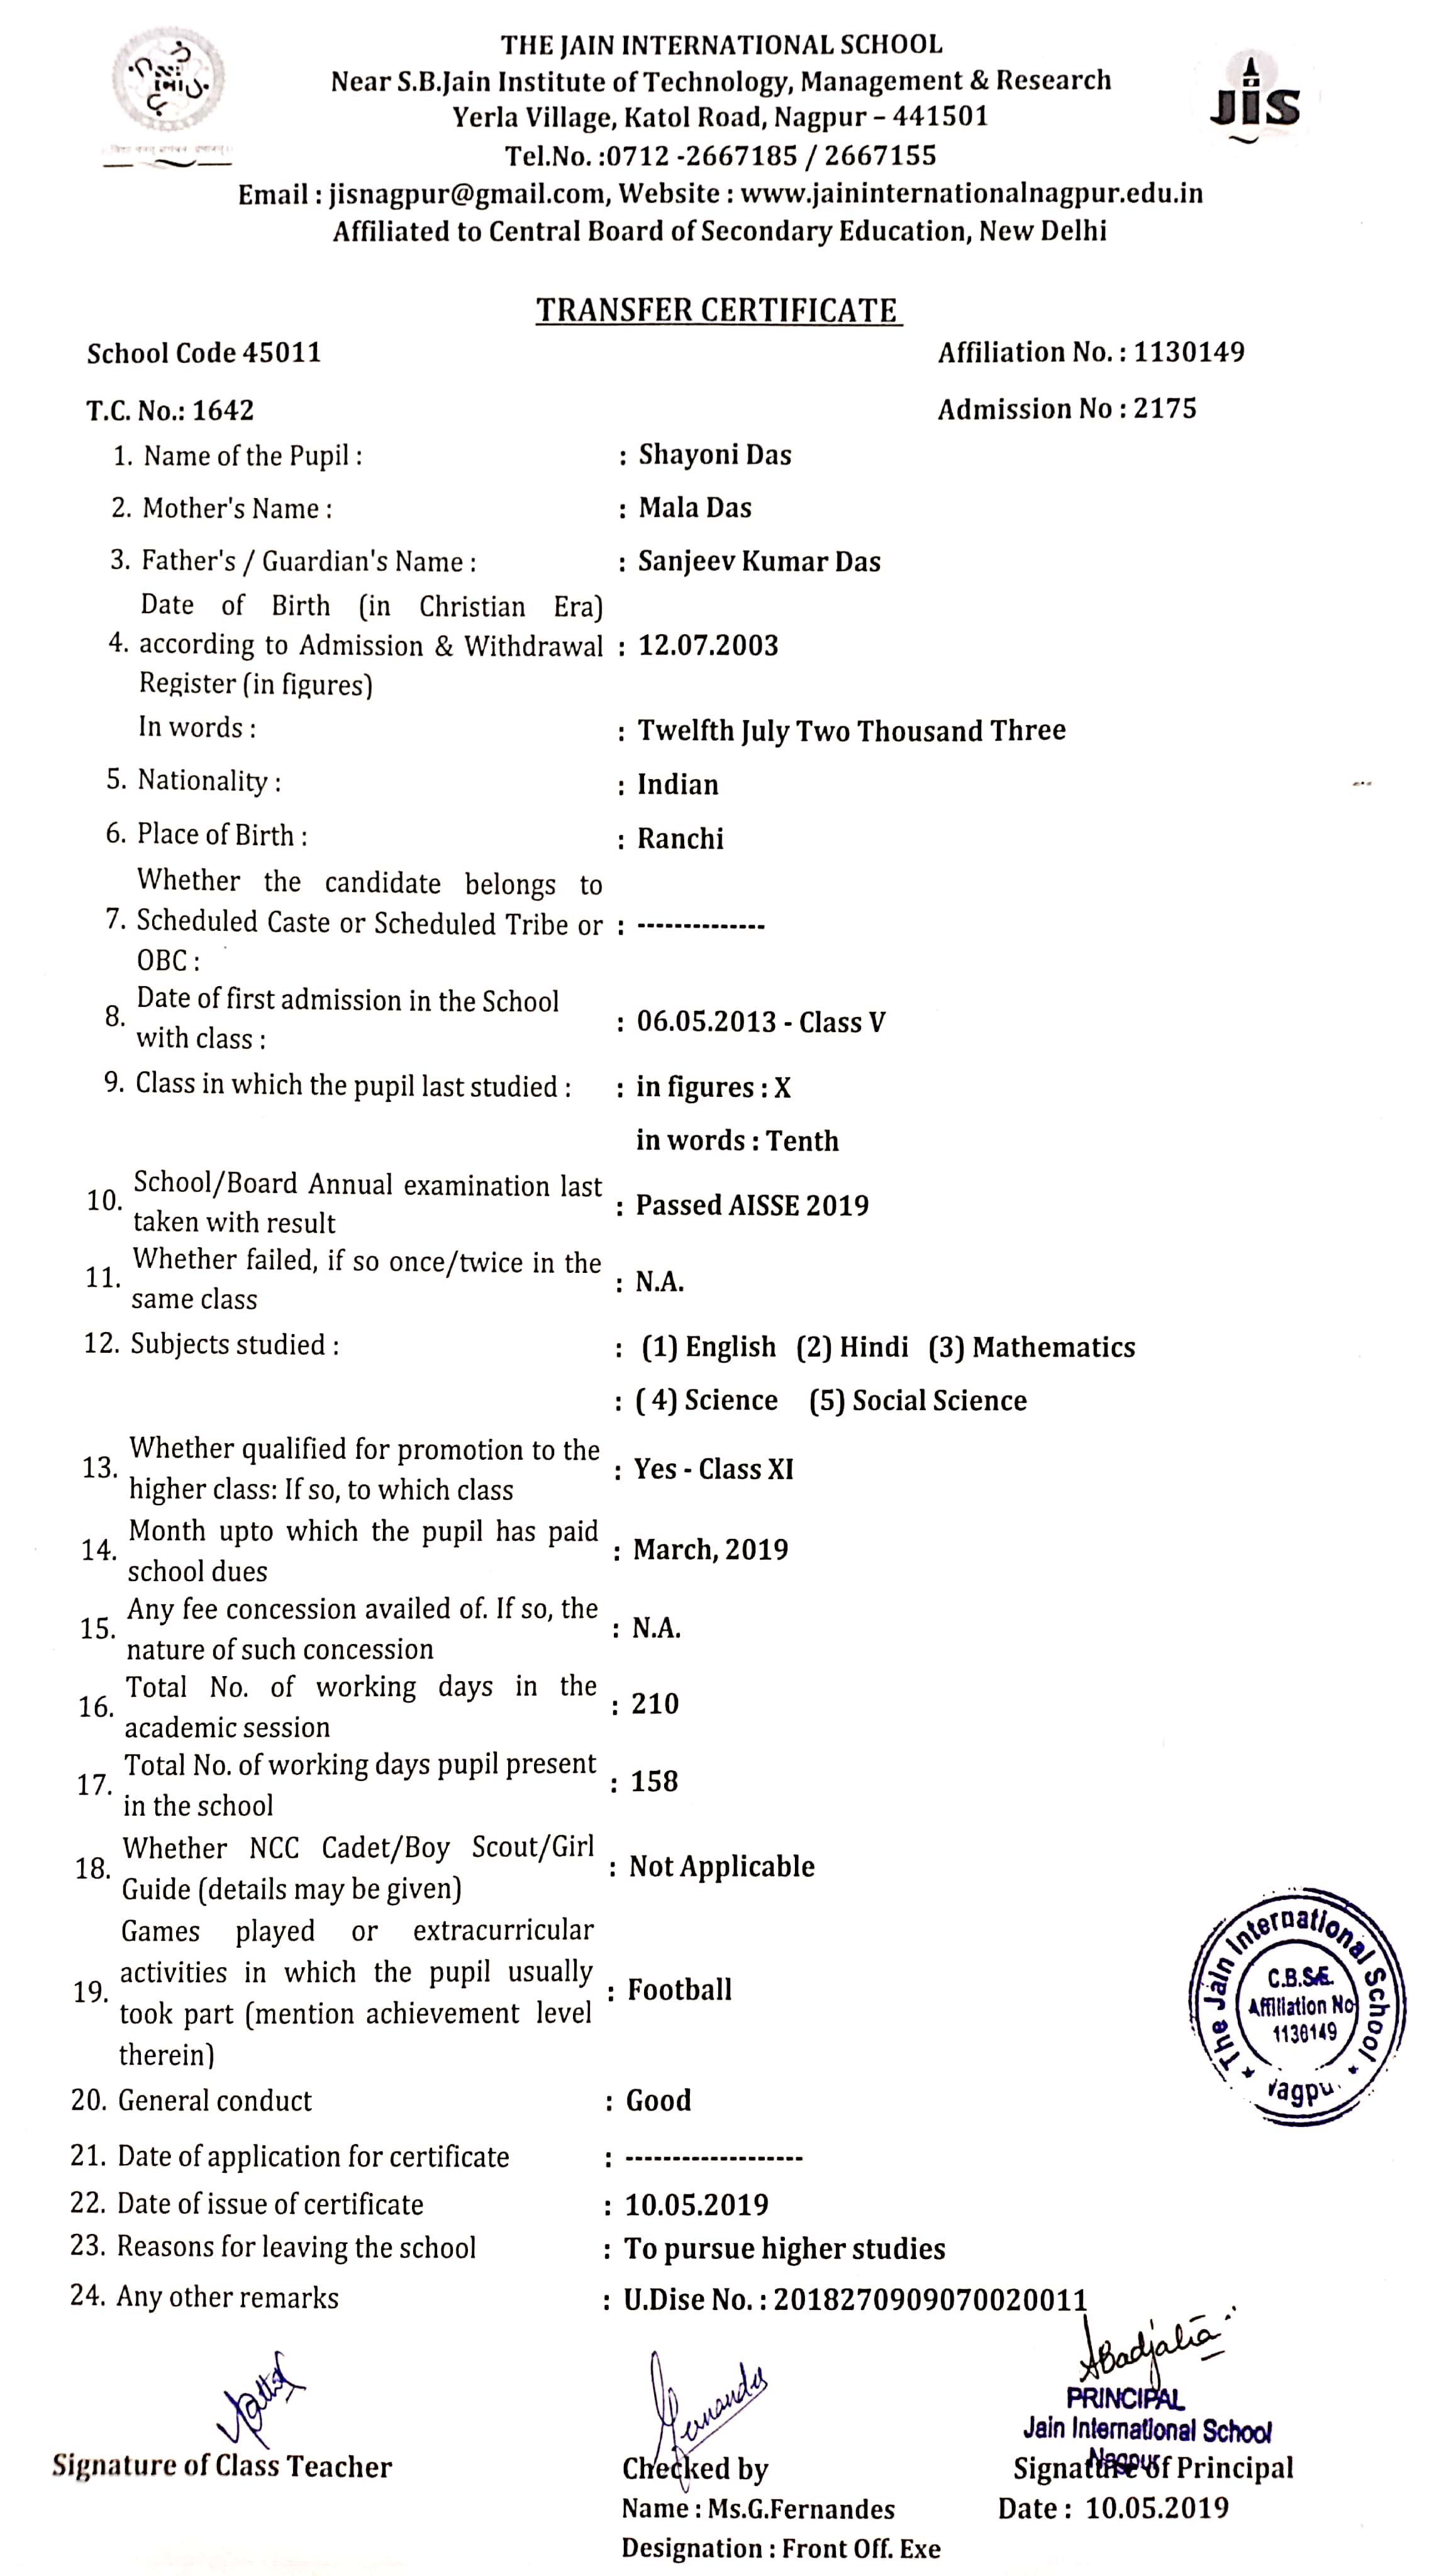 THE JAIN INTERNATIONAL SCHOOL
Near S.B.Jain Institute of Technology, Management & Research
Yerla Village, Katol Road, Nagpur – 441501
Tel.No. :0712 -2667185 / 2667155
Email : jisnagpur@gmail.com, Website : www.jaininternationalnagpur.edu.in
Affiliated to Central Board of Secondary Education, New Delhi
JIS
TRANSFER CERTIFICATE
School Code 45011 Affiliation No. : 1130149
T.C. No.: 1642 Admission No : 2175
1. Name of the Pupil : : Shayoni Das
2. Mother's Name : : Mala Das
3. Father's / Guardian's Name : : Sanjeev Kumar Das
Date of Birth (in Christian Era)
4. according to Admission & Withdrawal : 12.07.2003
Register (in figures)
In words : : Twelfth July Two Thousand Three
5. Nationality : : Indian
6. Place of Birth : : Ranchi
Whether the candidate belongs to
7. Scheduled Caste or Scheduled Tribe or : --------------
OBC :
8. Date of first admission in the School
with class : : 06.05.2013 - Class V
9. Class in which the pupil last studied : : in figures : X
in words : Tenth
10. School/Board Annual examination last
taken with result : Passed AISSE 2019
11. Whether failed, if so once/twice in the
same class : N.A.
12. Subjects studied : : (1) English (2) Hindi (3) Mathematics
: ( 4) Science (5) Social Science
13. Whether qualified for promotion to the
higher class: If so, to which class : Yes - Class XI
14. Month upto which the pupil has paid
school dues : March, 2019
15. Any fee concession availed of. If so, the
nature of such concession : N.A.
16. Total No. of working days in the
academic session : 210
17. Total No. of working days pupil present
in the school : 158
18. Whether NCC Cadet/Boy Scout/Girl
Guide (details may be given) : Not Applicable
Games played or extracurricular
19. activities in which the pupil usually : Football
took part (mention achievement level
therein)
The Jain International School
C.B.S.E.
Affiliation No
1130149
20. General conduct : Good
21. Date of application for certificate : -------------------
22. Date of issue of certificate : 10.05.2019
23. Reasons for leaving the school : To pursue higher studies
24. Any other remarks : U.Dise No. : 2018270909070020011
Fernandes
PRINCIPAL
Jain International School
Nagpur
Signature of Class Teacher Checked by Signature of Principal
Name : Ms.G.Fernandes Date : 10.05.2019
Designation : Front Off. Exe